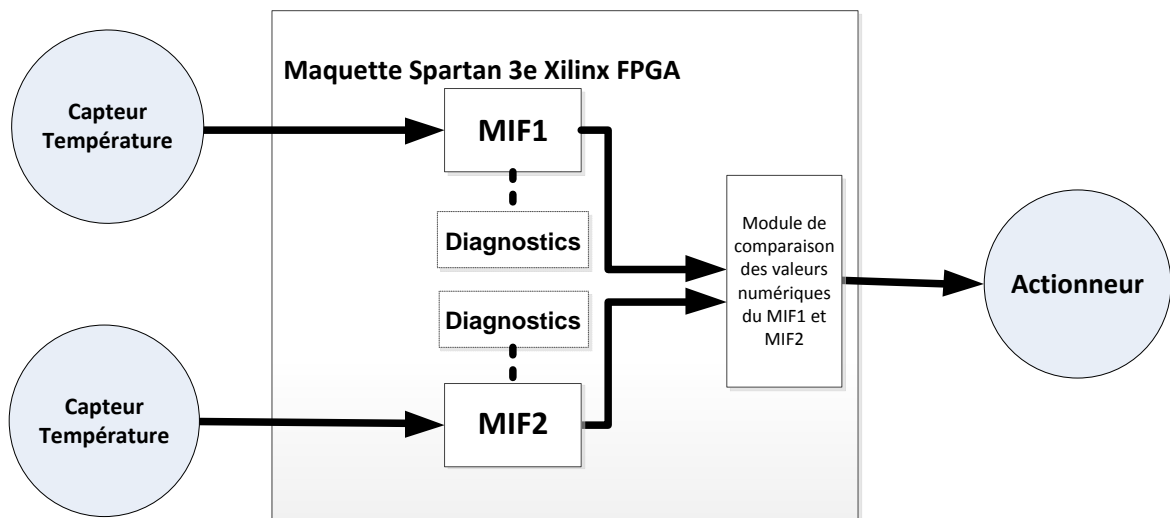 Maquette Spartan 3e Xilinx FPGA
Capteur
Température
MIF1
Diagnostics
Diagnostics
MIF2
Capteur
Température
Module de
comparaison
des valeurs
numériques
du MIF1 et
MIF2
Actionneur